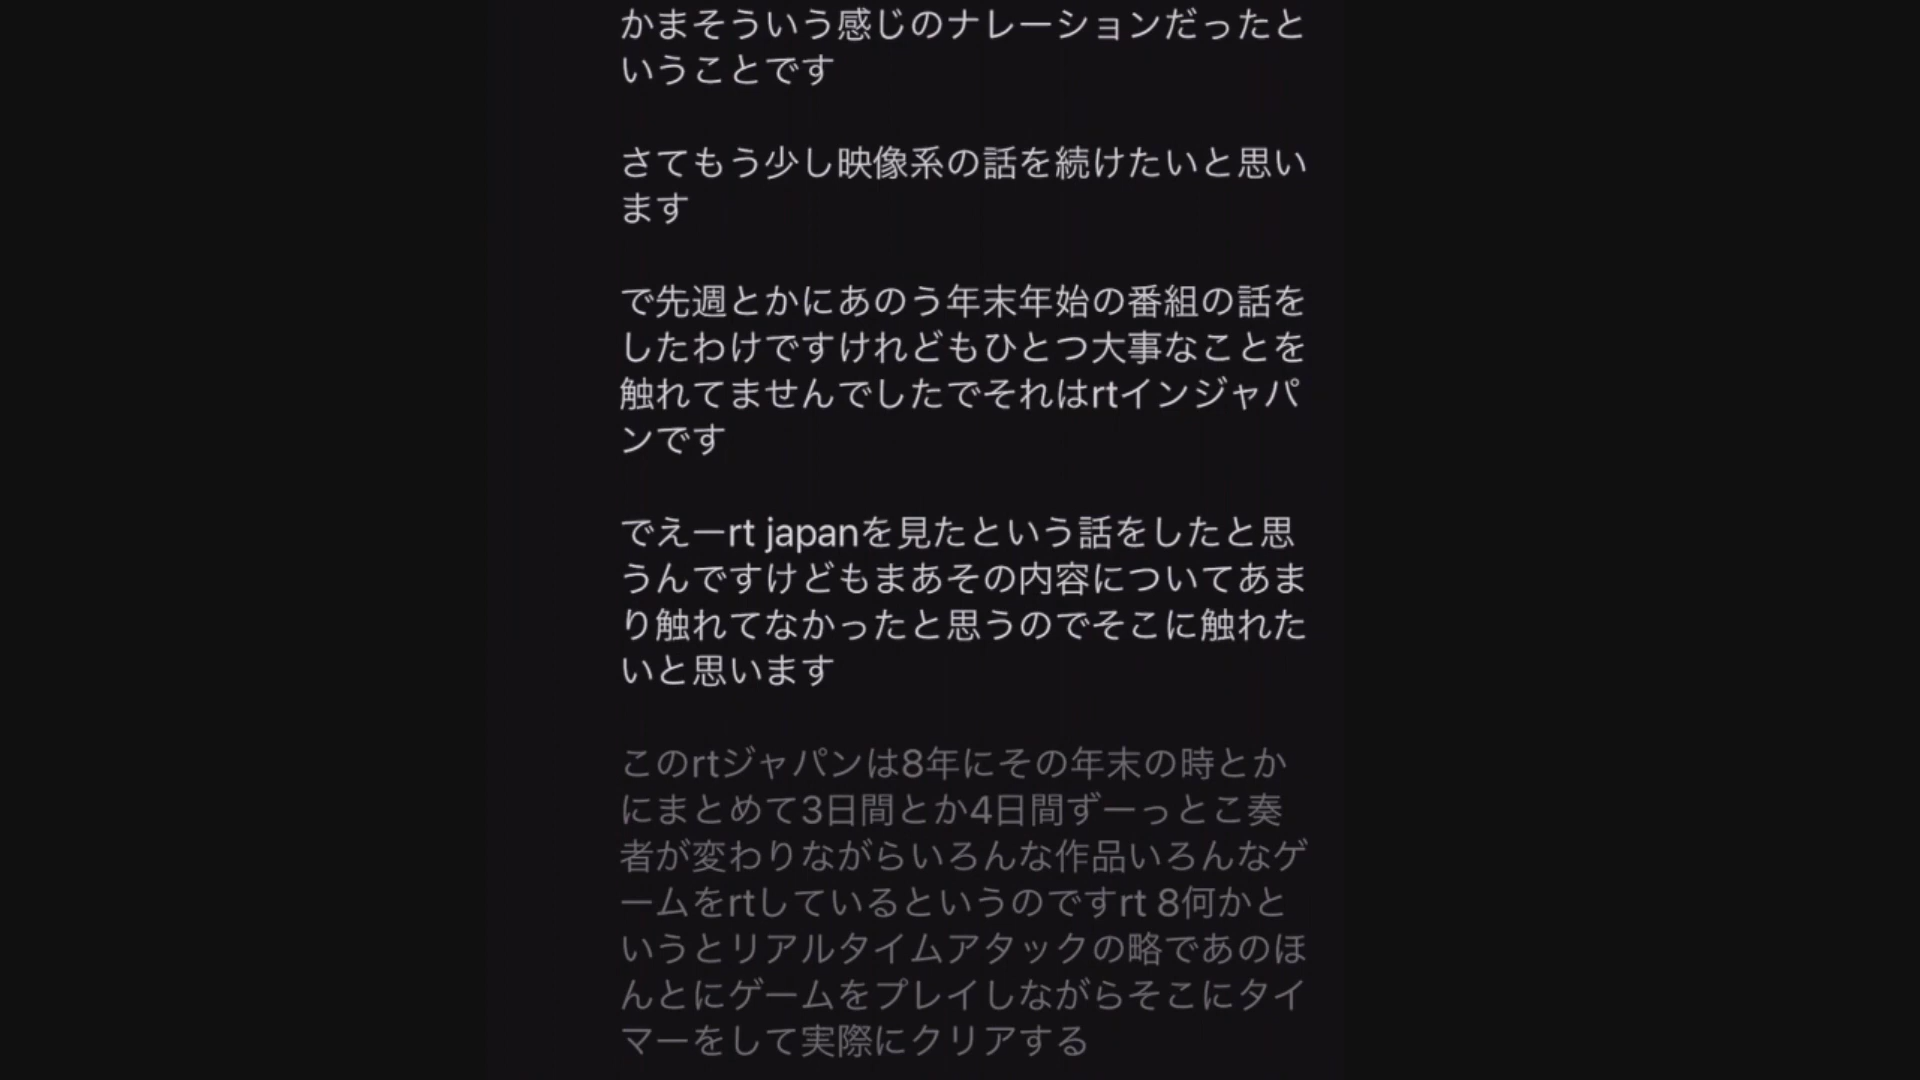 かまそういう感じのナレーションだったと
いうことです
さてもう少し映像系の話を続けたいと思い
ます
で先週とかにあのう年末年始の番組の話を
したわけですけれどもひとつ大事なことを
触れてませんでしたでそれはrtインジャパ
ンです
でえーrt japanを見たという話をしたと思
うんですけどもまあその内容についてあま
り触れてなかったと思うのでそこに触れた
いと思います
このrtジャパンは8年にその年末の時とか
にまとめて3日間とか4日間ずーっとこ奏
者が変わりながらいろんな作品いろんなゲ
ームをrtしているというのですrt 8何かと
いうとリアルタイムアタックの略であのほ
んとにゲームをプレイしながらそこにタイ
マーをして実際にクリアする